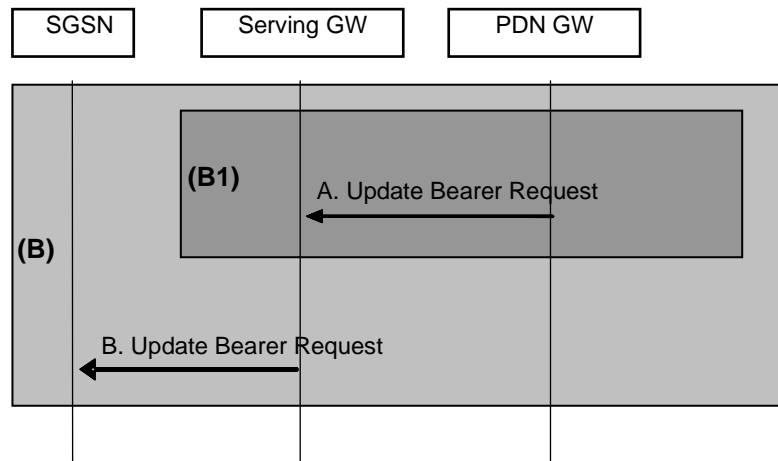 SGSN
Serving GW
PDN GW
(B1)
A. Update Bearer Request
(B)
B. Update Bearer Request